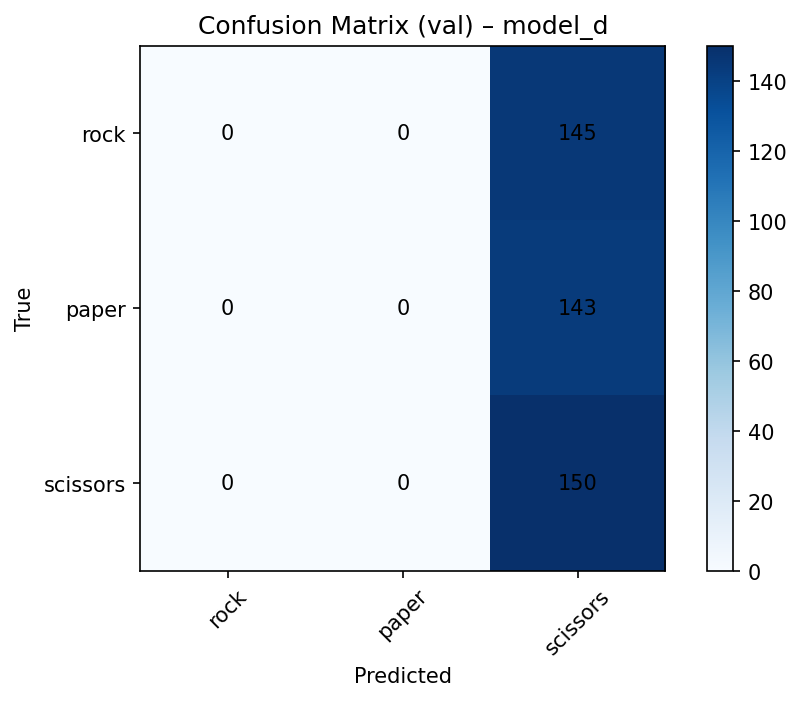 Confusion Matrix (val) – model_d
140
120
100
80
60
40
20
0
True
rock 0 0 145
paper 0 0 143
scissors 0 0 150
rock paper scissors
Predicted